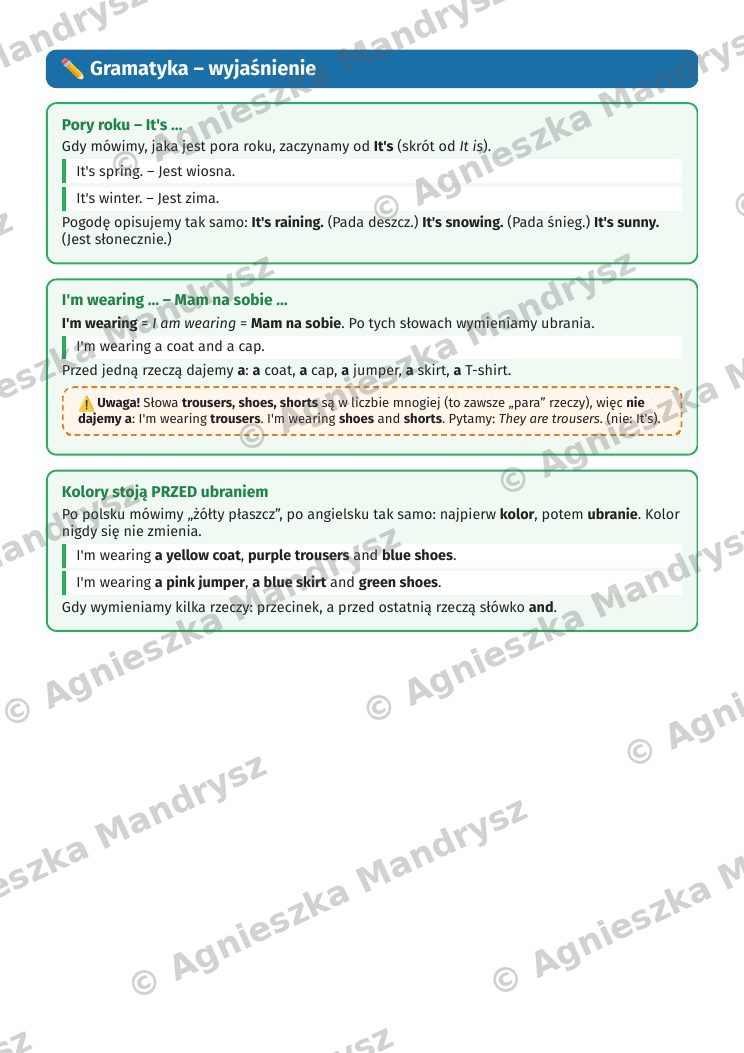 ✏️ Gramatyka – wyjaśnienie
Pory roku – It's ...
Gdy mówimy, jaka jest pora roku, zaczynamy od It's (skrót od It is).
It's spring. – Jest wiosna.
It's winter. – Jest zima.
Pogodę opisujemy tak samo: It's raining. (Pada deszcz.) It's snowing. (Pada śnieg.) It's sunny.
(Jest słonecznie.)
I'm wearing ... – Mam na sobie ...
I'm wearing = I am wearing = Mam na sobie. Po tych słowach wymieniamy ubrania.
I'm wearing a coat and a cap.
Przed jedną rzeczą dajemy a: a coat, a cap, a jumper, a skirt, a T-shirt.
⚠️ Uwaga! Słowa trousers, shoes, shorts są w liczbie mnogiej (to zawsze „para” rzeczy), więc nie
dajemy a: I'm wearing trousers. I'm wearing shoes and shorts. Pytamy: They are trousers. (nie: It's).
Kolory stoją PRZED ubraniem
Po polsku mówimy „żółty płaszcz”, po angielsku tak samo: najpierw kolor, potem ubranie. Kolor
nigdy się nie zmienia.
I'm wearing a yellow coat, purple trousers and blue shoes.
I'm wearing a pink jumper, a blue skirt and green shoes.
Gdy wymieniamy kilka rzeczy: przecinek, a przed ostatnią rzeczą słówko and.
© Agnieszka Mandrysz